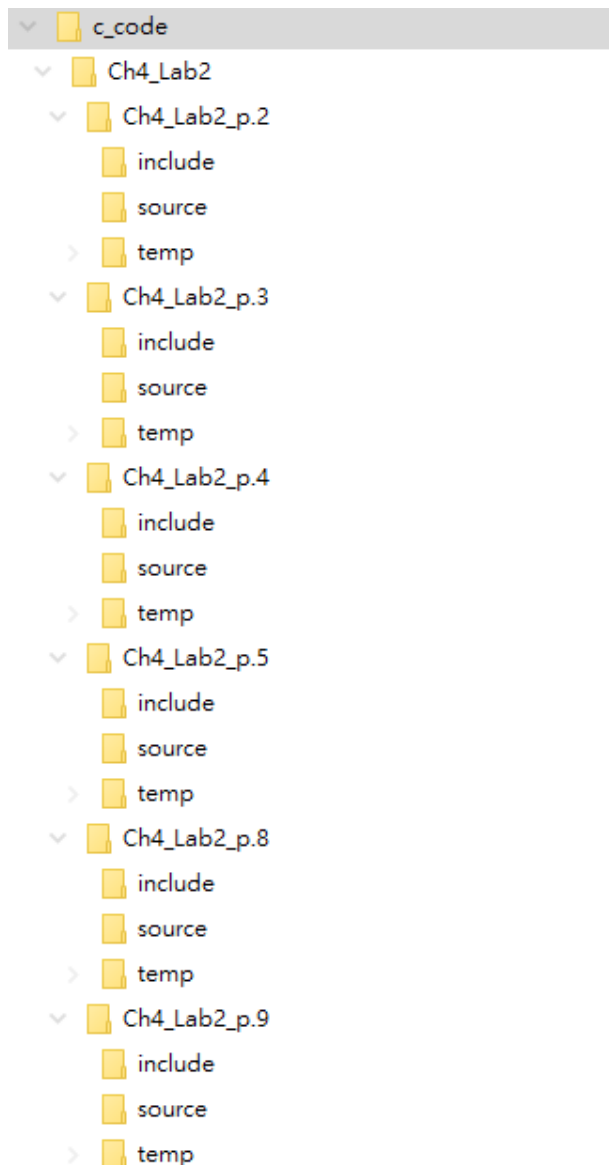 c_code
Ch4_Lab2
Ch4_Lab2_p.2
include
source
temp
Ch4_Lab2_p.3
include
source
temp
Ch4_Lab2_p.4
include
source
temp
Ch4_Lab2_p.5
include
source
temp
Ch4_Lab2_p.8
include
source
temp
Ch4_Lab2_p.9
include
source
temp